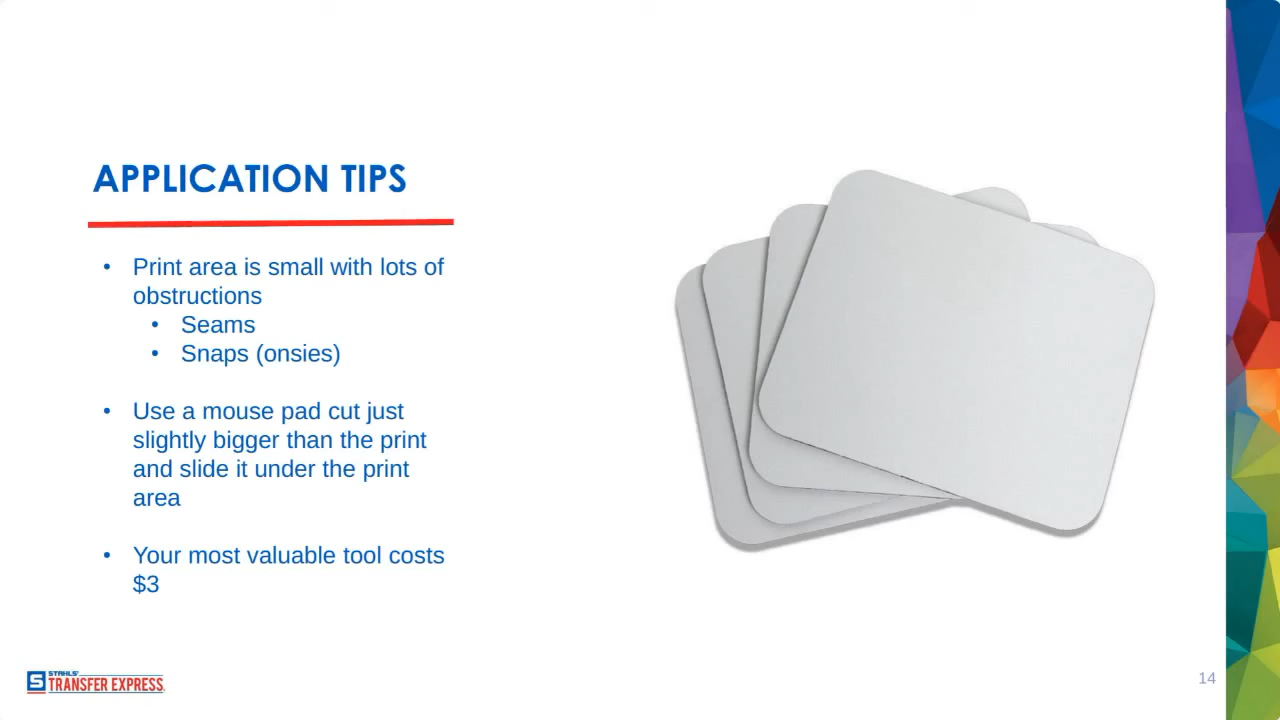 APPLICATION TIPS
• Print area is small with lots of
obstructions
• Seams
• Snaps (onsies)
• Use a mouse pad cut just
slightly bigger than the print
and slide it under the print
area
• Your most valuable tool costs
$3
S STAHLS'
TRANSFER EXPRESS
14